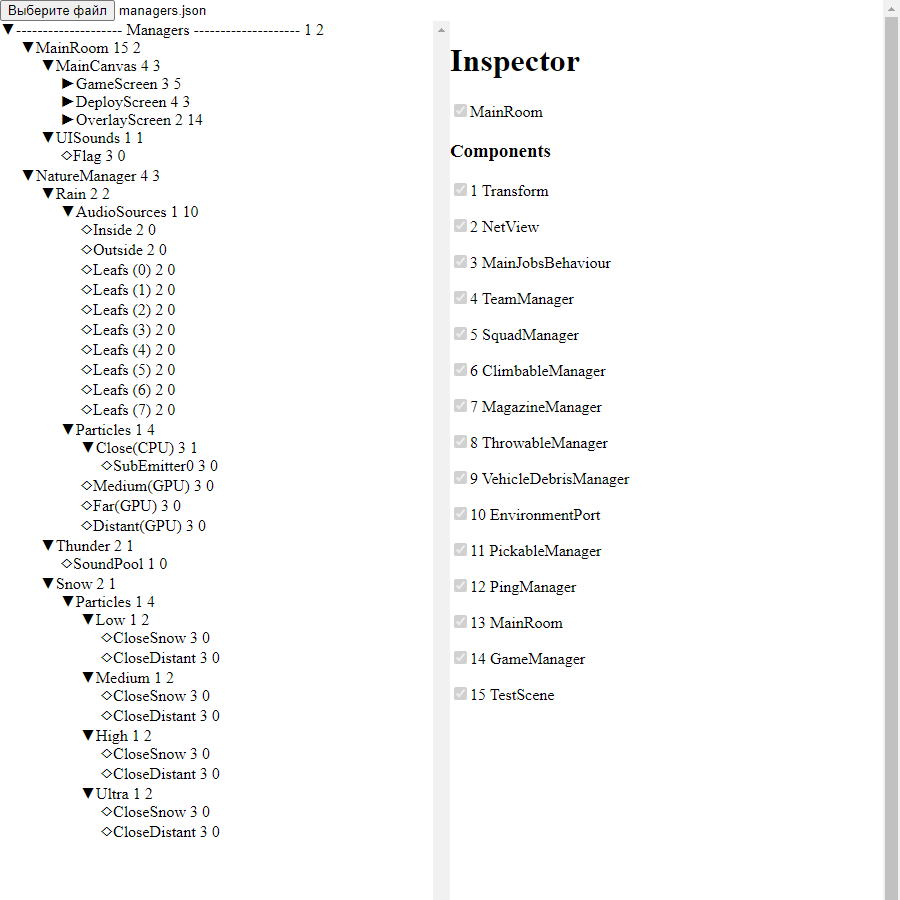 Выберите файл managers.json
▼-------------------- Managers -------------------- 1 2
▼MainRoom 15 2
▼MainCanvas 4 3
▶GameScreen 3 5
▶DeployScreen 4 3
▶OverlayScreen 2 14
▼UISounds 1 1
◇Flag 3 0
▼NatureManager 4 3
▼Rain 2 2
▼AudioSources 1 10
◇Inside 2 0
◇Outside 2 0
◇Leafs (0) 2 0
◇Leafs (1) 2 0
◇Leafs (2) 2 0
◇Leafs (3) 2 0
◇Leafs (4) 2 0
◇Leafs (5) 2 0
◇Leafs (6) 2 0
◇Leafs (7) 2 0
▼Particles 1 4
▼Close(CPU) 3 1
◇SubEmitter0 3 0
◇Medium(GPU) 3 0
◇Far(GPU) 3 0
◇Distant(GPU) 3 0
▼Thunder 2 1
◇SoundPool 1 0
▼Snow 2 1
▼Particles 1 4
▼Low 1 2
◇CloseSnow 3 0
◇CloseDistant 3 0
▼Medium 1 2
◇CloseSnow 3 0
◇CloseDistant 3 0
▼High 1 2
◇CloseSnow 3 0
◇CloseDistant 3 0
▼Ultra 1 2
◇CloseSnow 3 0
◇CloseDistant 3 0
Inspector
MainRoom
Components
1 Transform
2 NetView
3 MainJobsBehaviour
4 TeamManager
5 SquadManager
6 ClimbableManager
7 MagazineManager
8 ThrowableManager
9 VehicleDebrisManager
10 EnvironmentPort
11 PickableManager
12 PingManager
13 MainRoom
14 GameManager
15 TestScene